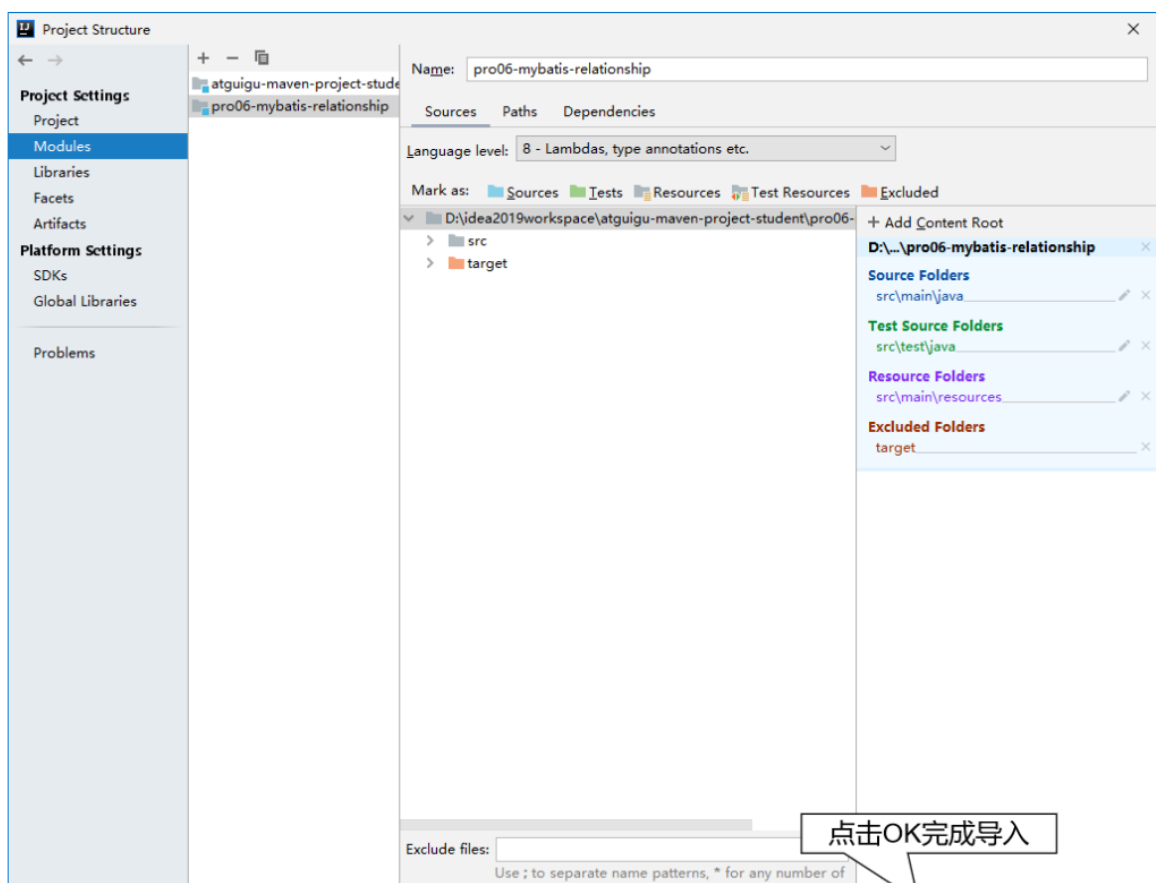 Project Structure
Project Settings
Project
Modules
Libraries
Facets
Artifacts
Platform Settings
SDKs
Global Libraries
Problems
atguigu-maven-project-stude
pro06-mybatis-relationship
Name: pro06-mybatis-relationship
Sources Paths Dependencies
Language level: 8 - Lambdas, type annotations etc.
Mark as: Sources Tests Resources Test Resources Excluded
D:\idea2019workspace\atguigu-maven-project-student\pro06-
src
target
+ Add Content Root
D:\...\pro06-mybatis-relationship
Source Folders
src\main\java
Test Source Folders
src\test\java
Resource Folders
src\main\resources
Excluded Folders
target
点击OK完成导入
Exclude files:
Use ; to separate name patterns, * for any number of